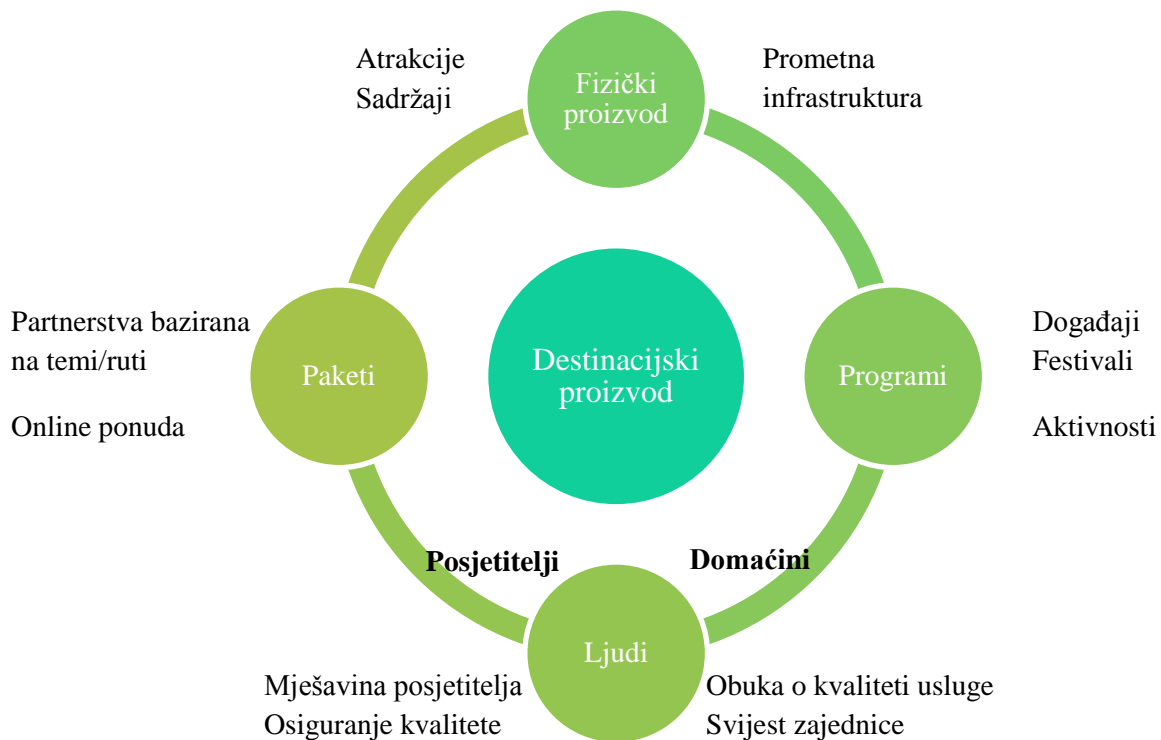 Atrakcije
Sadržaji
Fizički
proizvod
Prometna
infrastruktura
Partnerstva bazirana
na temi/ruti
Online ponuda
Paketi
Destinacijski
proizvod
Programi
Događaji
Festivali
Aktivnosti
Posjetitelji
Domaćini
Ljudi
Mješavina posjetitelja
Osiguranje kvalitete
Obuka o kvaliteti usluge
Svijest zajednice